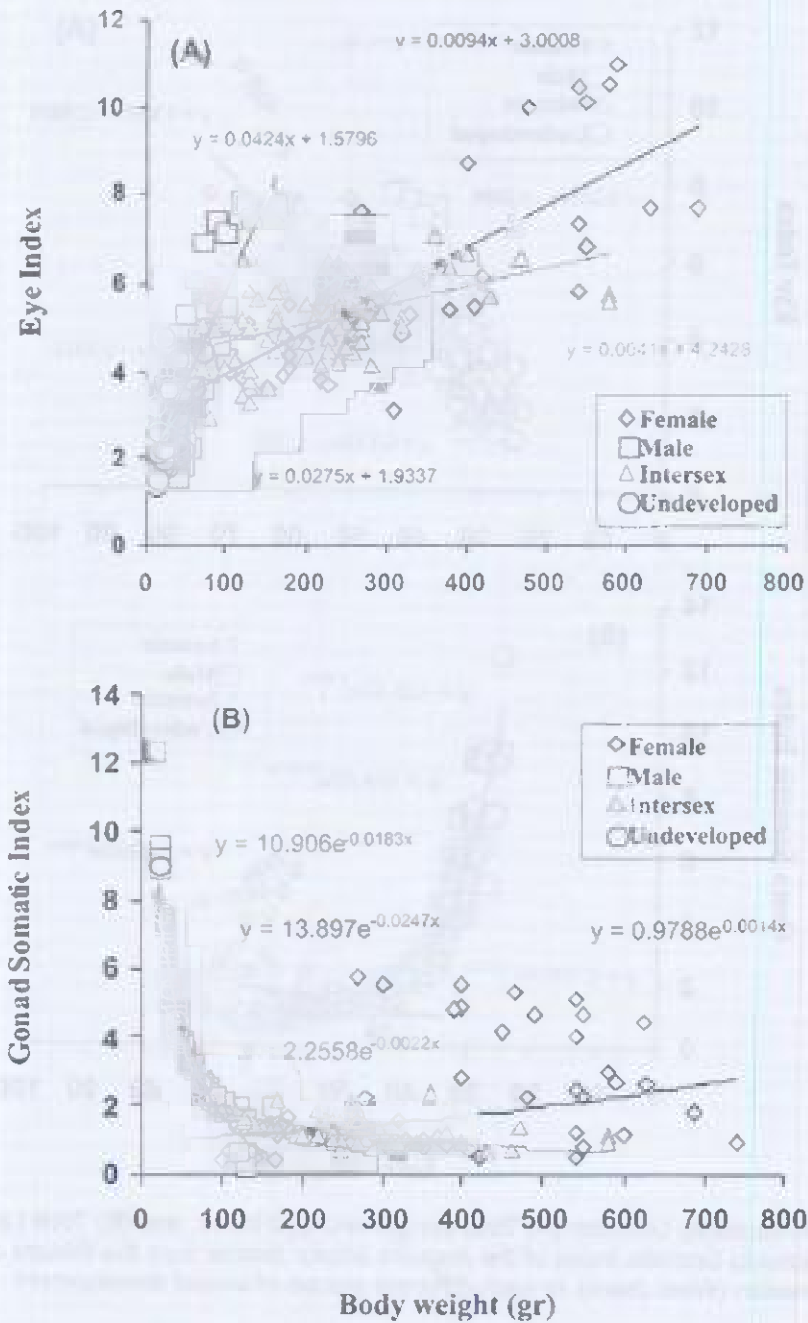 12
(A)
v = 0.0094x + 3.0008
10
y = 0.0424x + 1.5796
8
Eye Index
6
4
y = 0.0041x + 4.2428
◇ Female
□ Male
△ Intersex
○ Undeveloped
2
y = 0.0275x + 1.9337
0
0 100 200 300 400 500 600 700 800
14
(B)
◇ Female
□ Male
△ Intersex
○ Undeveloped
12
10
y = 10.906e-0.0183x
8
v = 13.897e-0.0247x
y = 0.9788e0.0014x
Gonad Somatic Index
6
4
2.2558e-0.0022x
2
0
0 100 200 300 400 500 600 700 800
Body weight (gr)